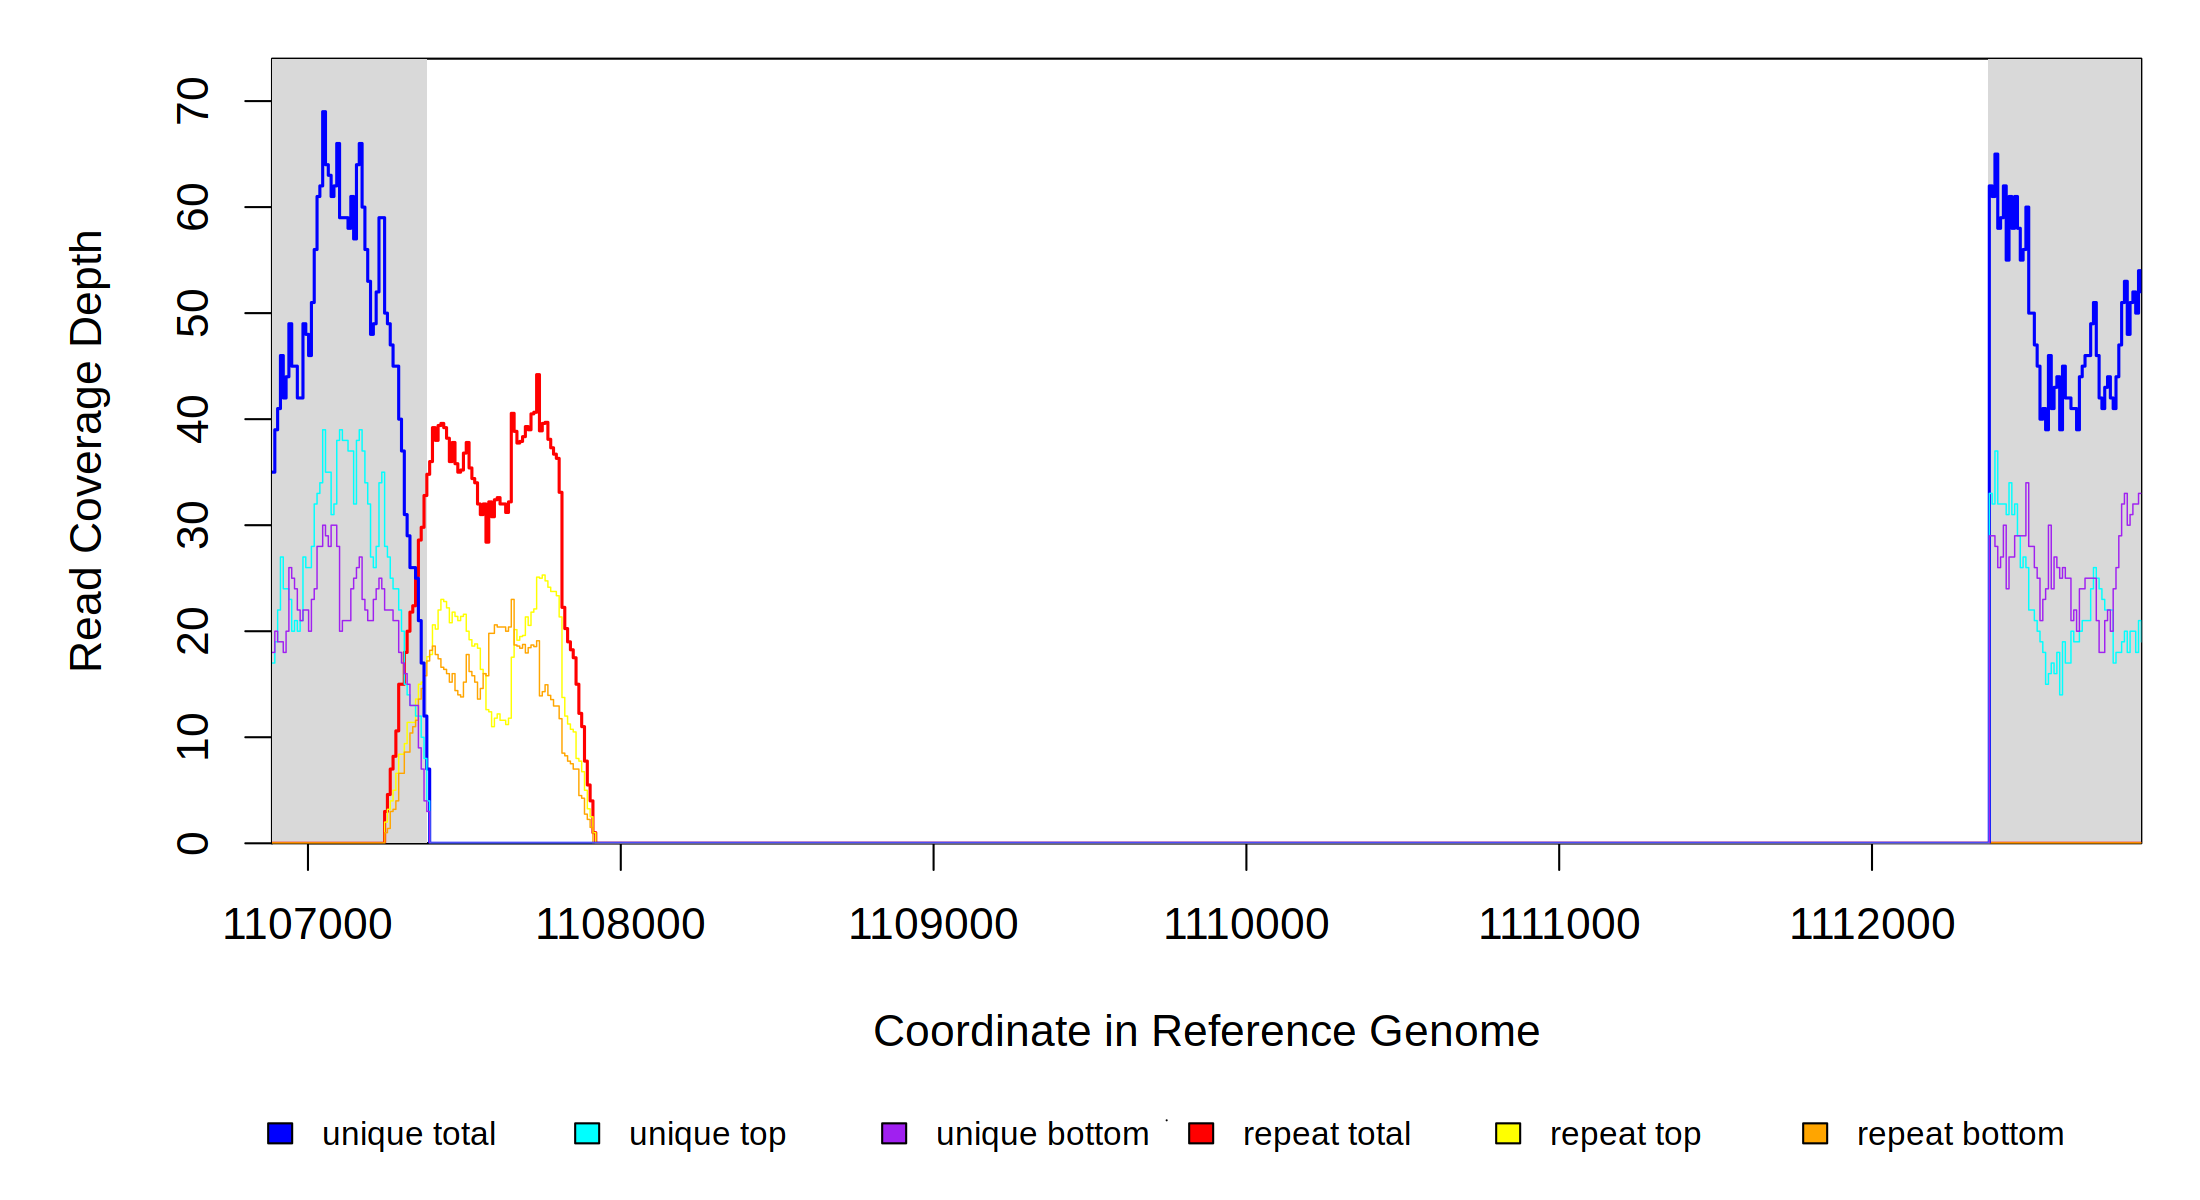 Read Coverage Depth
70
60
50
40
30
20
10
0
1107000 1108000 1109000 1110000 1111000 1112000
Coordinate in Reference Genome
unique total unique top unique bottom repeat total repeat top repeat bottom